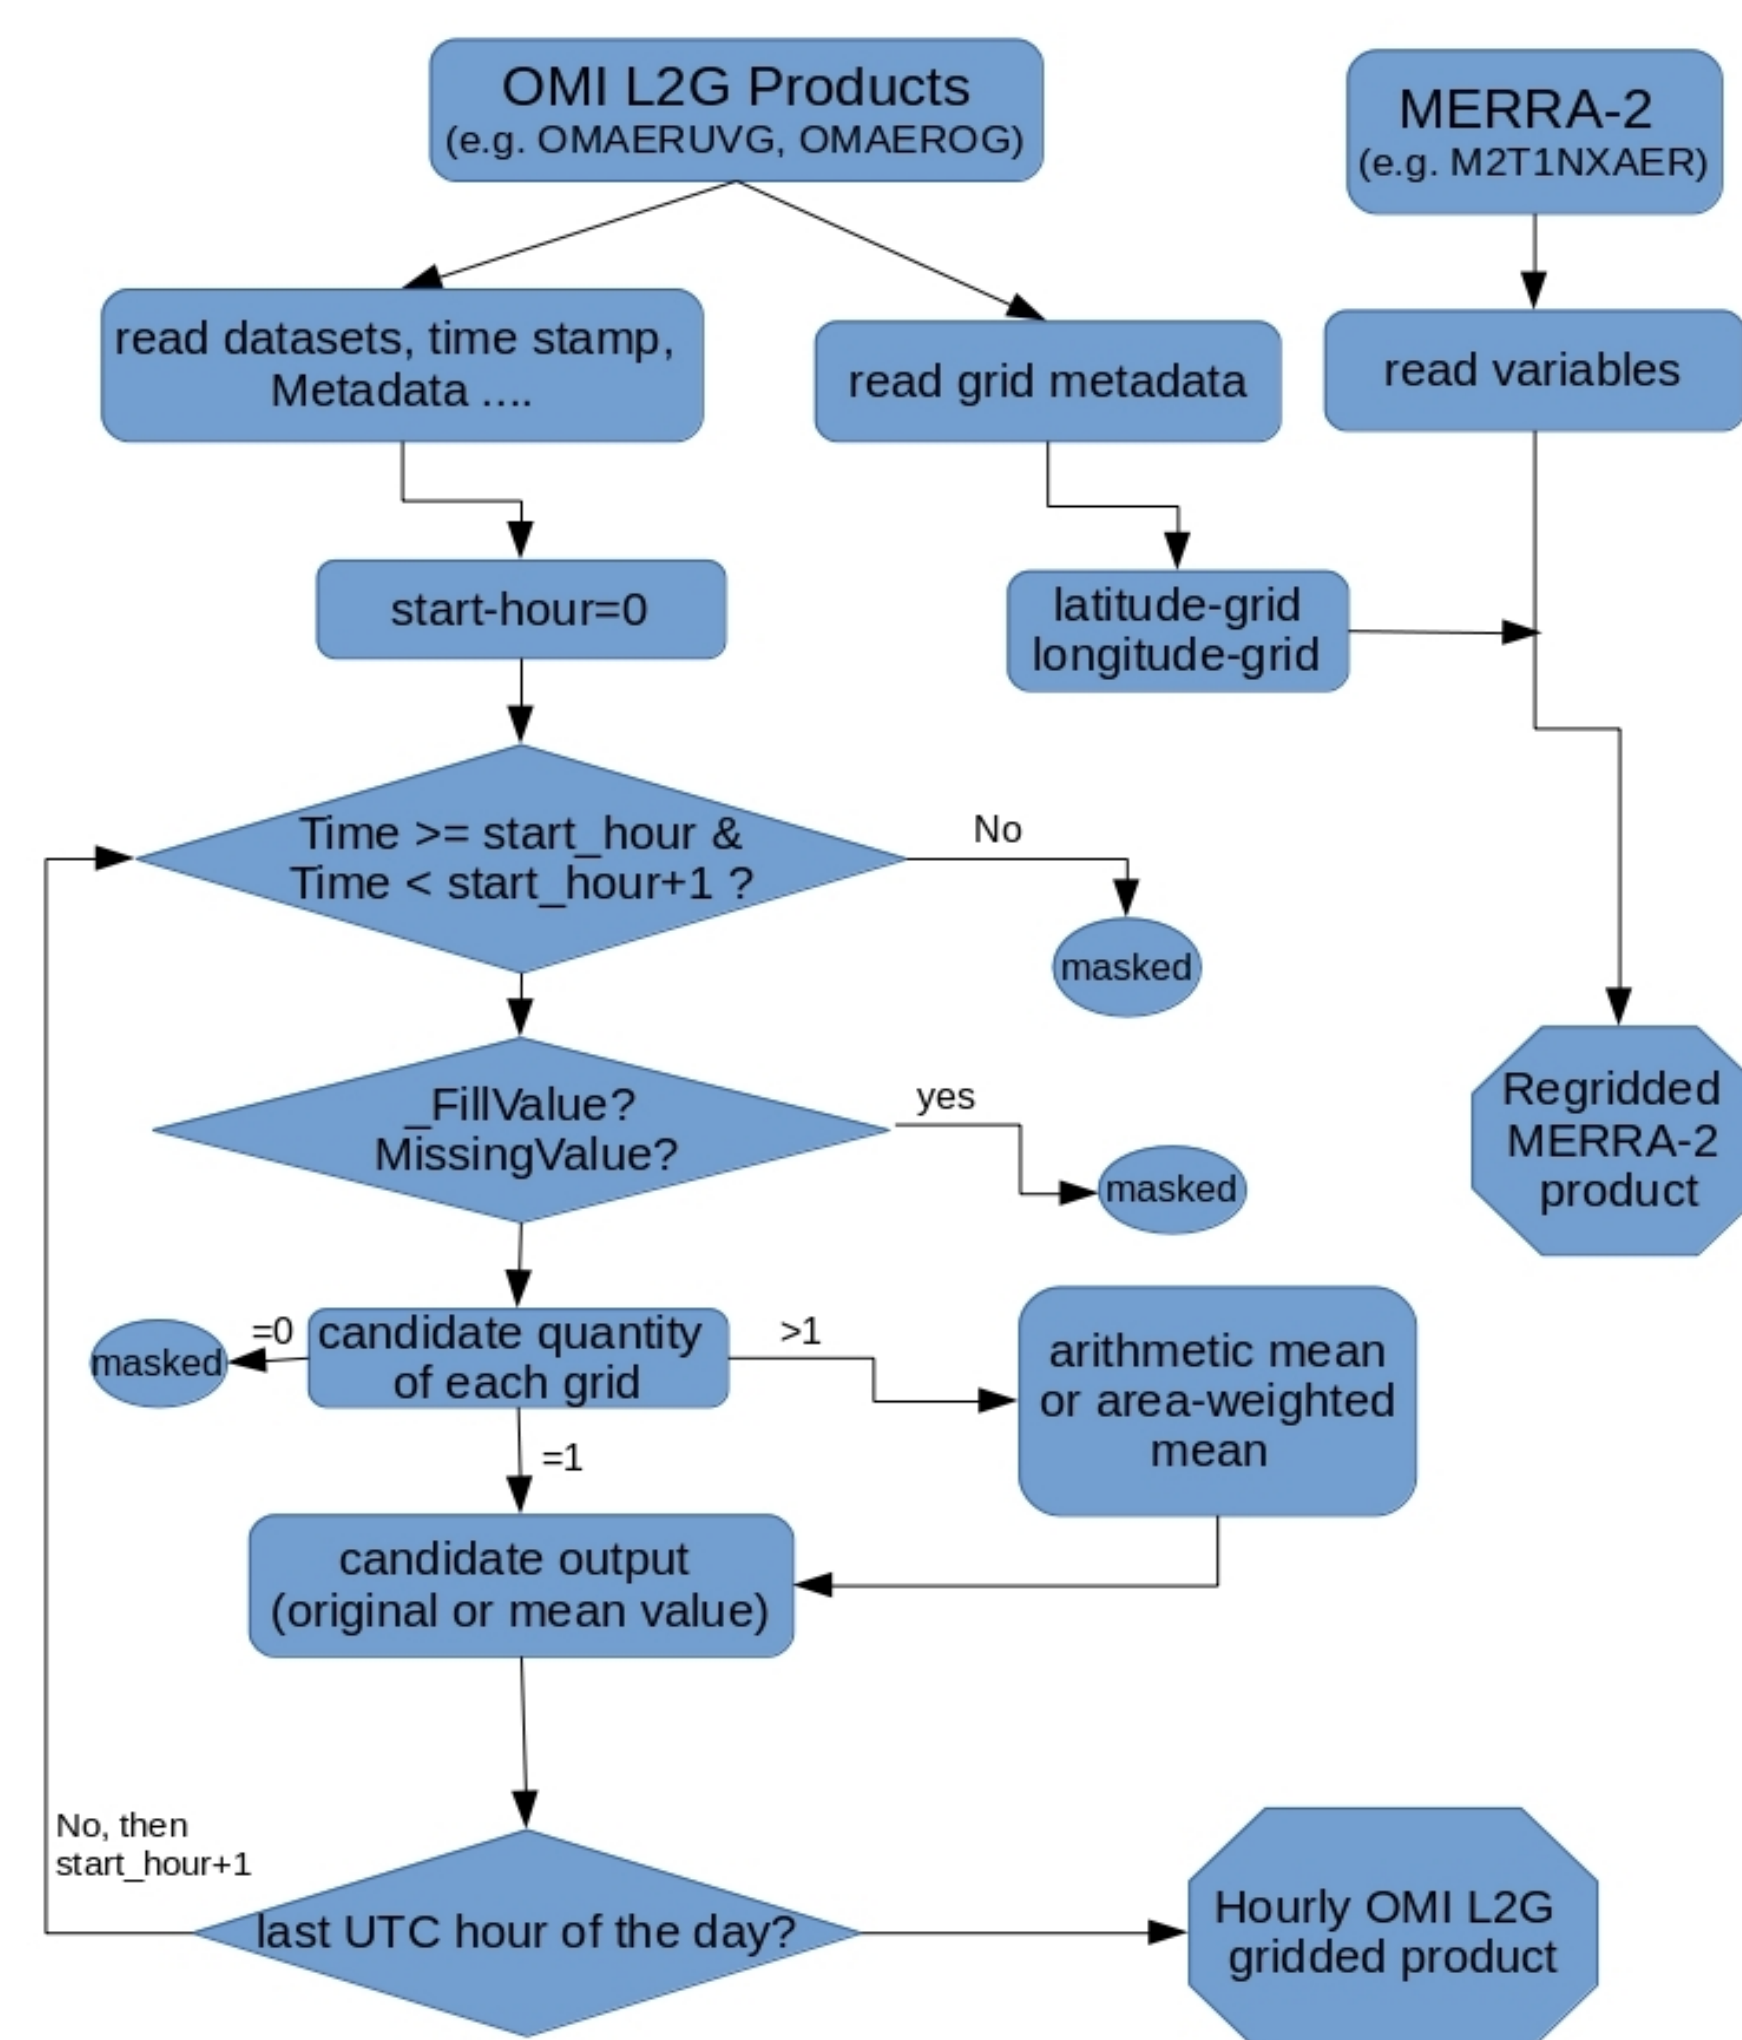 OMI L2G Products
(e.g. OMAERUVG, OMAEROG)
MERRA-2
(e.g. M2T1NXAER)
read datasets, time stamp,
Metadata ....
read grid metadata
read variables
start-hour=0
latitude-grid
longitude-grid
Time >= start_hour &
Time < start_hour+1 ?
No
masked
_FillValue?
MissingValue?
yes
masked
Regridded
MERRA-2
product
masked
=0
candidate quantity
of each grid
>1
arithmetic mean
or area-weighted
mean
=1
candidate output
(original or mean value)
No, then
start_hour+1
last UTC hour of the day?
Hourly OMI L2G
gridded product